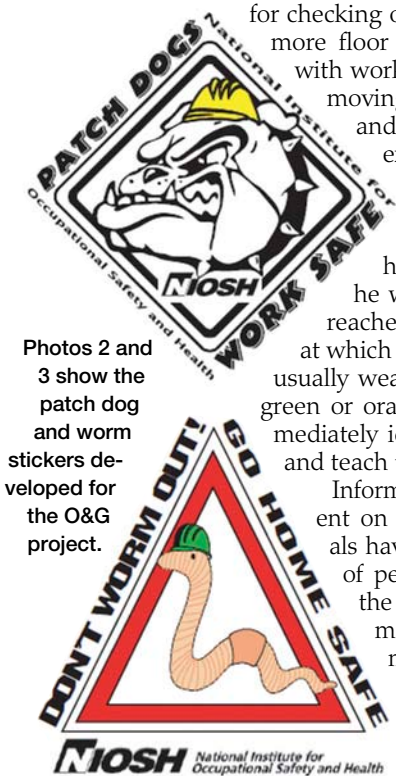 for checking o
more floor
with work
moving
and
e
h
he w
reache
at which
usually wea
green or ora
mediately ic
and teach
Inform
ent on
als hav
of pe
the
m
r
PATCH DOGS
National Institute for
Occupational Safety and Health
WORK SAFE
NIOSH
Photos 2 and
3 show the
patch dog
and worm
stickers de-
veloped for
the O&G
project.
DON'T WORM OUT!
GO HOME SAFE
NIOSH National Institute for
Occupational Safety and Health